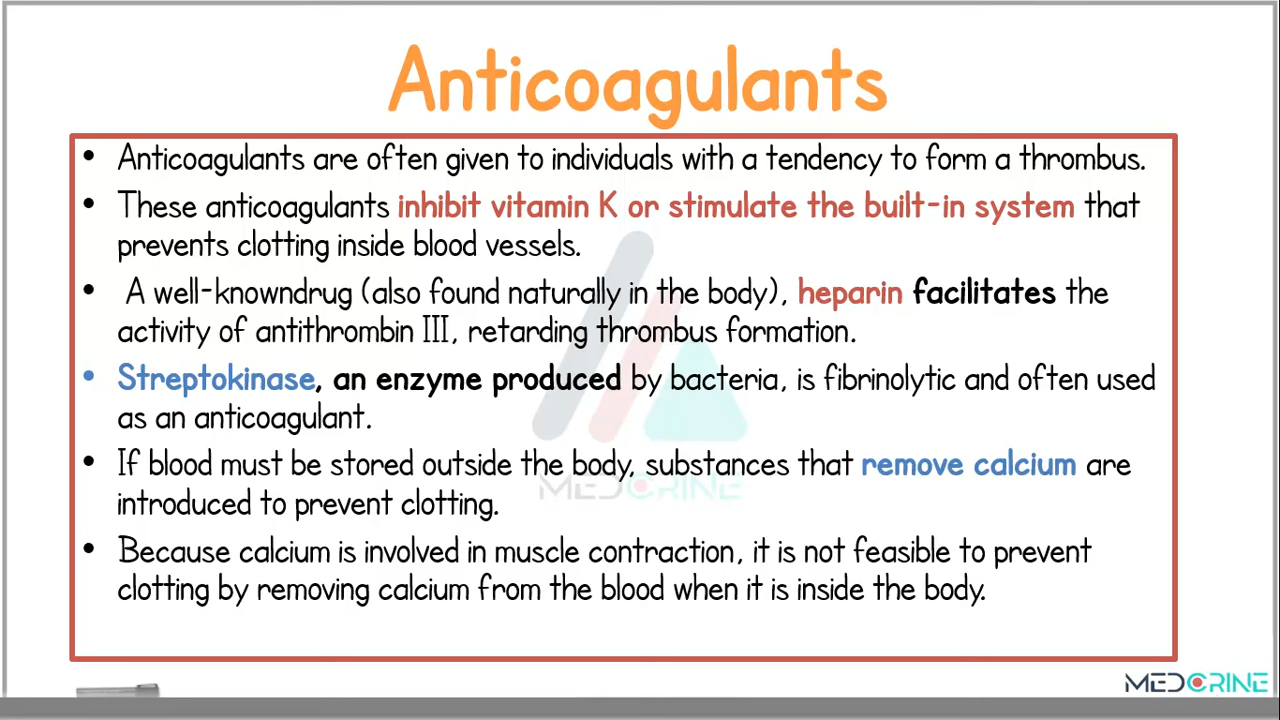 Anticoagulants
• Anticoagulants are often given to individuals with a tendency to form a thrombus.
• These anticoagulants inhibit vitamin K or stimulate the built-in system that
prevents clotting inside blood vessels.
• A well-knowndrug (also found naturally in the body), heparin facilitates the
activity of antithrombin III, retarding thrombus formation.
• Streptokinase, an enzyme produced by bacteria, is fibrinolytic and often used
as an anticoagulant.
• If blood must be stored outside the body, substances that remove calcium are
introduced to prevent clotting.
MEDCRINE
• Because calcium is involved in muscle contraction, it is not feasible to prevent
clotting by removing calcium from the blood when it is inside the body.
MEDCRINE